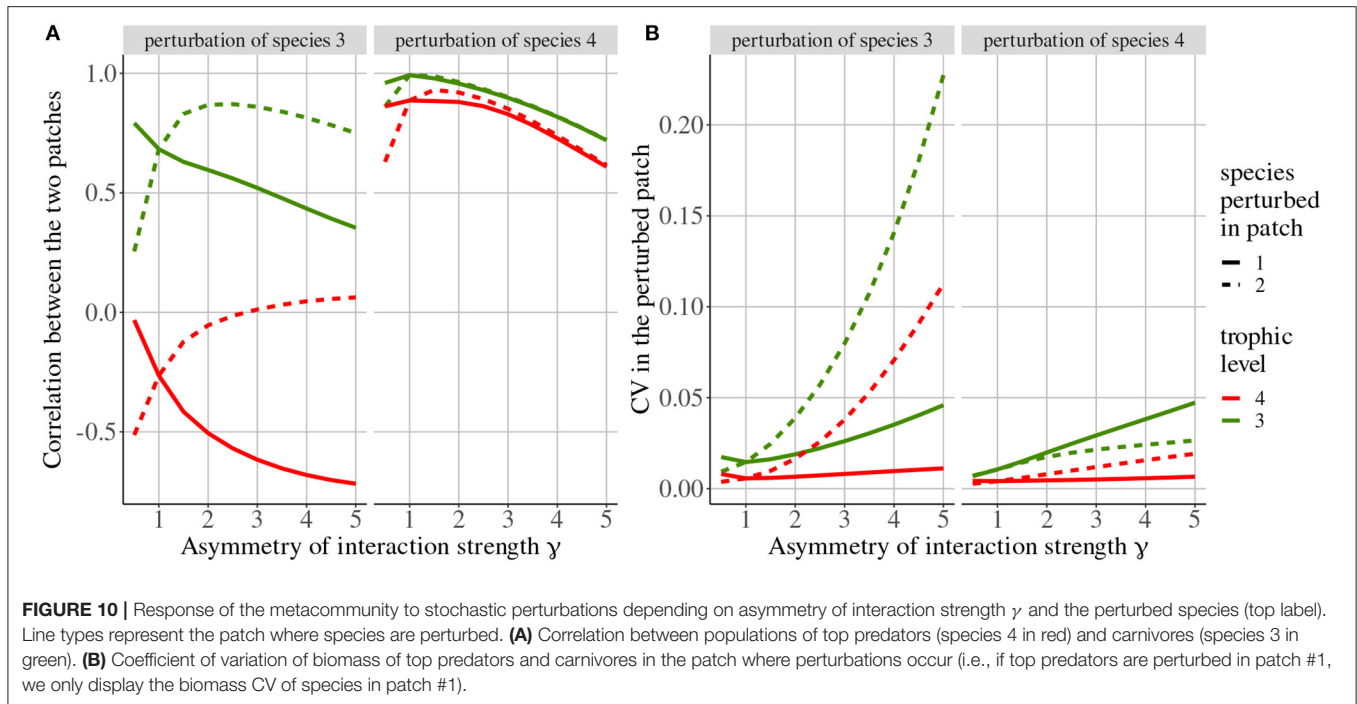 A
perturbation of species 3
perturbation of species 4
Correlation between the two patches
1.0
0.5
0.0
-0.5
1 2 3 4 5
1 2 3 4 5
Asymmetry of interaction strength γ
B
perturbation of species 3
perturbation of species 4
CV in the perturbed patch
0.20
0.15
0.10
0.05
0.00
1 2 3 4 5
1 2 3 4 5
Asymmetry of interaction strength γ
species
perturbed
in patch
1
2
trophic
level
4
3
FIGURE 10 | Response of the metacommunity to stochastic perturbations depending on asymmetry of interaction strength γ and the perturbed species (top label).
Line types represent the patch where species are perturbed. (A) Correlation between populations of top predators (species 4 in red) and carnivores (species 3 in
green). (B) Coefficient of variation of biomass of top predators and carnivores in the patch where perturbations occur (i.e., if top predators are perturbed in patch #1,
we only display the biomass CV of species in patch #1).